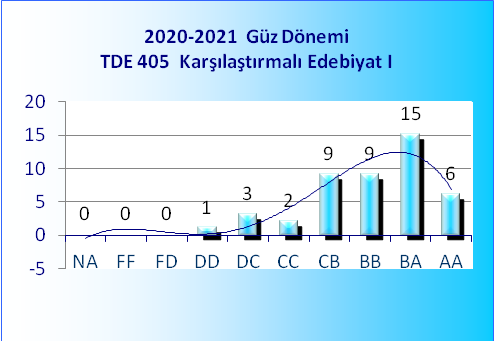 2020-2021 Güz Dönemi
TDE 405 Karşılaştırmalı Edebiyat I
20
15
10
5
0
-5
0 0 0 1 3 2 9 9 15 6
NA FF FD DD DC CC CB BB BA AA